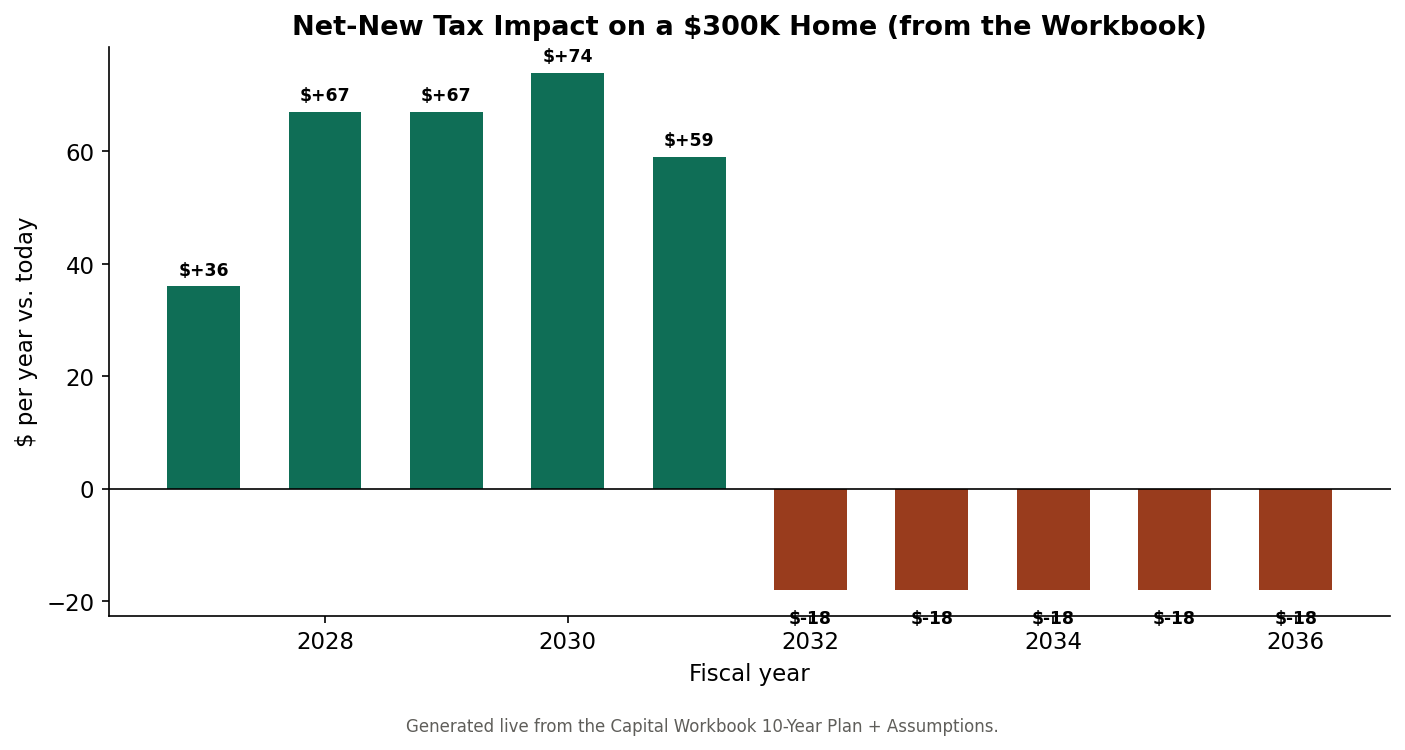 Net-New Tax Impact on a $300K Home (from the Workbook)
$+74
$+67 $+67
$+59
60
$+36
40
20
0
−20
$ per year vs. today
$-18 $-18 $-18 $-18 $-18
2028 2030 2032 2034 2036
Fiscal year
Generated live from the Capital Workbook 10-Year Plan + Assumptions.